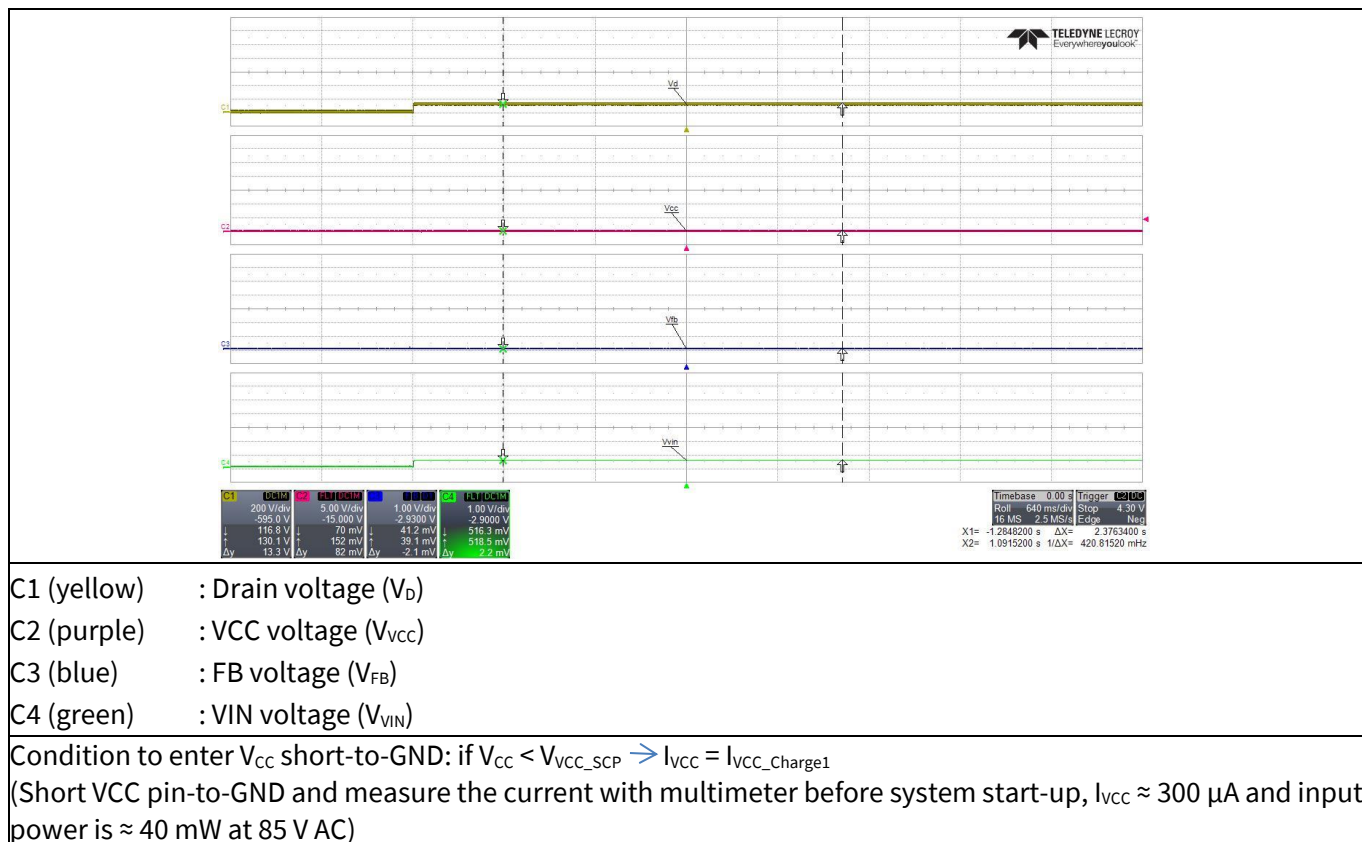 TELEDYNE LECROY
Everywhereyoulook
Vd
C1
Vcc
C2
Vfb
C3
Vvin
C4
C1 DC1M C2 FLT DC1M C4 FLT DC1M
200 V/div 5.00 V/div 1.00 V/div 1.00 V/div
-595.0 V -15.000 V -2.9300 V -2.9000 V
↓ 116.8 V ↓ 70 mV ↓ 41.2 mV ↓ 516.3 mV
↑ 130.1 V ↑ 152 mV ↑ 39.1 mV ↑ 518.5 mV
Δy 13.3 V Δy 82 mV Δy -2.1 mV Δy 2.2 mV
Timebase 0.00 s Trigger C2 DC
Roll 640 ms/div Stop 4.30 V
16 MS 2.5 MS/s Edge Neg
X1= -1.2848200 s ΔX= 2.3763400 s
X2= 1.0915200 s 1/ΔX= 420.81520 mHz
C1 (yellow) : Drain voltage (VD)
C2 (purple) : VCC voltage (VVCC)
C3 (blue) : FB voltage (VFB)
C4 (green) : VIN voltage (VVIN)
Condition to enter VCC short-to-GND: if VCC < VVCC_SCP → IVCC = IVCC_Charge1
(Short VCC pin-to-GND and measure the current with multimeter before system start-up, IVCC ≈ 300 µA and input
power is ≈ 40 mW at 85 V AC)